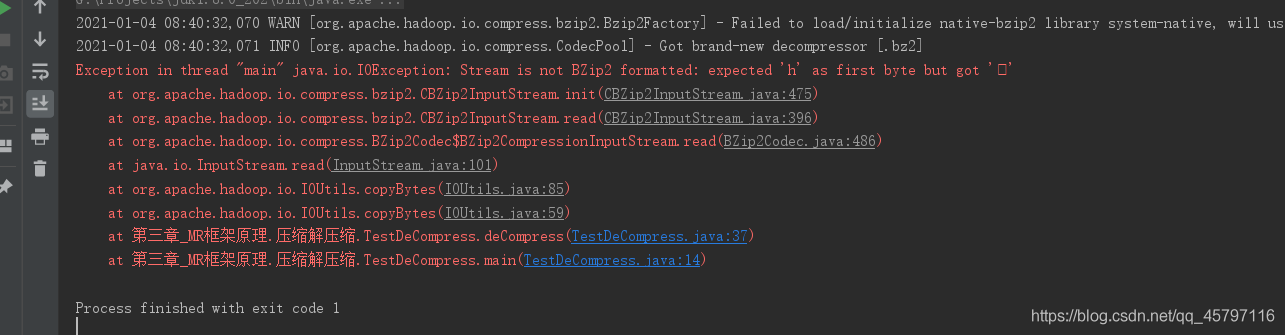 2021-01-04 08:40:32,070 WARN [org.apache.hadoop.io.compress.bzip2.Bzip2Factory] - Failed to load/initialize native-bzip2 library system-native, will us
2021-01-04 08:40:32,071 INFO [org.apache.hadoop.io.compress.CodecPool] - Got brand-new decompressor [.bz2]
Exception in thread "main" java.io.IOException: Stream is not BZip2 formatted: expected 'h' as first byte but got '▯'
at org.apache.hadoop.io.compress.bzip2.CBZip2InputStream.init(CBZip2InputStream.java:475)
at org.apache.hadoop.io.compress.bzip2.CBZip2InputStream.read(CBZip2InputStream.java:396)
at org.apache.hadoop.io.compress.BZip2Codec$BZip2CompressionInputStream.read(BZip2Codec.java:486)
at java.io.InputStream.read(InputStream.java:101)
at org.apache.hadoop.io.IOUtils.copyBytes(IOUtils.java:85)
at org.apache.hadoop.io.IOUtils.copyBytes(IOUtils.java:59)
at 第三章_MR框架原理.压缩解压缩.TestDeCompress.deCompress(TestDeCompress.java:37)
at 第三章_MR框架原理.压缩解压缩.TestDeCompress.main(TestDeCompress.java:14)
Process finished with exit code 1
https://blog.csdn.net/qq_45797116